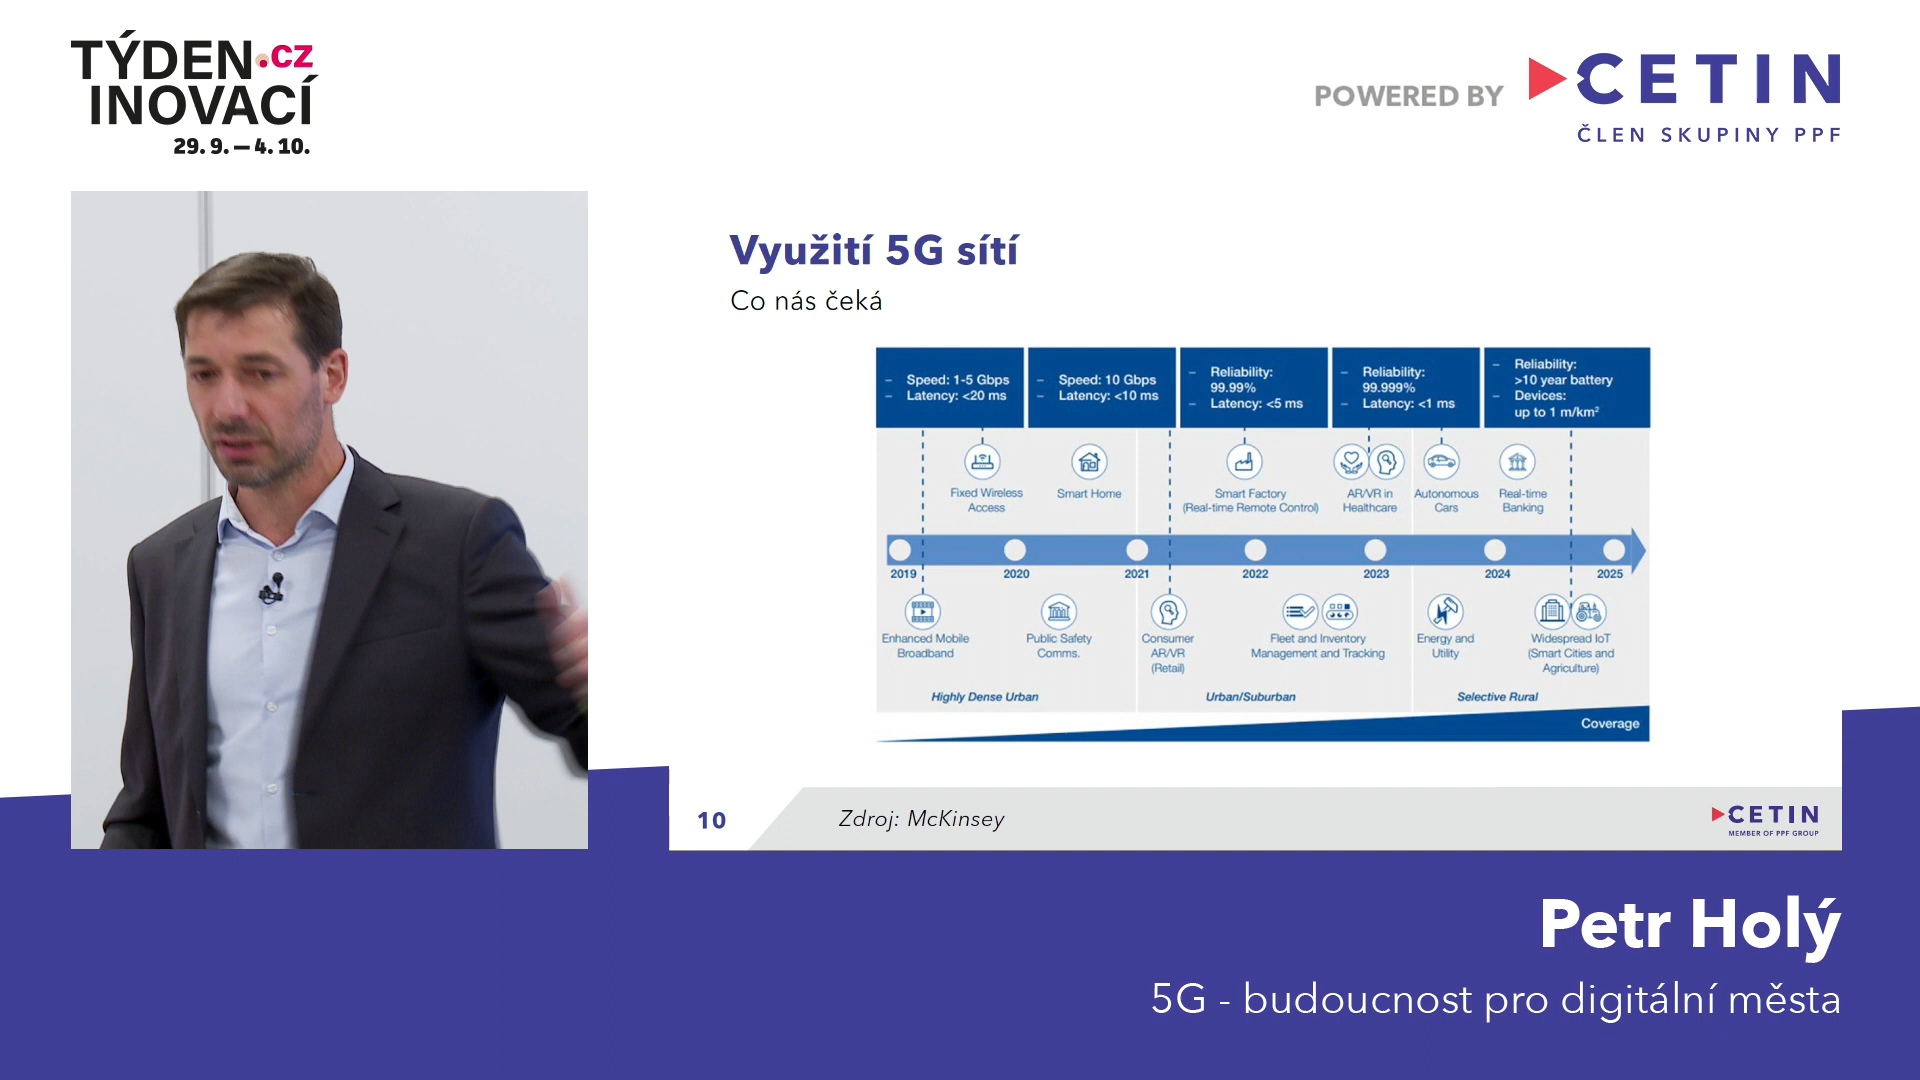 TÝDEN.cz
INOVACÍ
29. 9. – 4. 10.
POWERED BY
CETIN
ČLEN SKUPINY PPF
Využití 5G sítí
Co nás čeká
– Speed: 1-5 Gbps
– Latency: <20 ms
– Speed: 10 Gbps
– Latency: <10 ms
– Reliability:
99.99%
– Latency: <5 ms
– Reliability:
99.999%
– Latency: <1 ms
– Reliability:
>10 year battery
– Devices:
up to 1 m/km²
Fixed Wireless
Access
Smart Home
Smart Factory
(Real-time Remote Control)
AR/VR in
Healthcare
Autonomous
Cars
Real-time
Banking
2019 2020 2021 2022 2023 2024 2025
Enhanced Mobile
Broadband
Public Safety
Comms.
Consumer
AR/VR
(Retail)
Fleet and Inventory
Management and Tracking
Energy and
Utility
Widespread IoT
(Smart Cities and
Agriculture)
Highly Dense Urban
Urban/Suburban
Selective Rural
Coverage
10
Zdroj: McKinsey
CETIN
MEMBER OF PPF GROUP
Petr Holý
5G - budoucnost pro digitální města